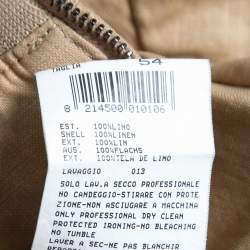 TAGLIA 54
8 214500 010106
EST. 100%LINO
SHELL 100%LINEN
EXT. 100%LIN
AUS. 100%FLACHS
EXT. 100%TELA DE LINO
LAVAGGIO 013
SOLO LAV.A SECCO PROFESSIONALE
NO CANDEGGIO-STIRARE CON PROTE
ZIONE-NON ASCIUGARE A MACCHINA
ONLY PROFESSIONAL DRY CLEAN
PROTECTED IRONING-NO BLEACHING
NO TUMBLE
LAVER A SEC-NE PAS BLANCHIR